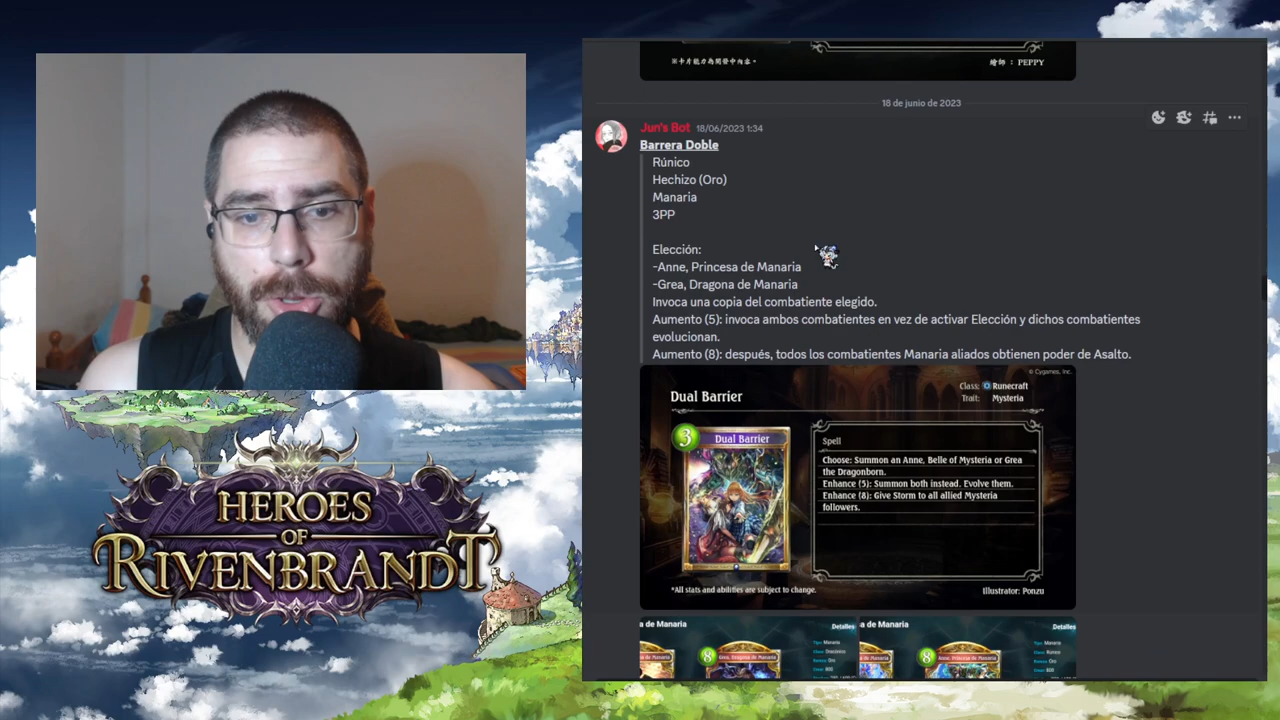 ※卡片能力為開發中內容。
繪師 : PEPPY
18 de junio de 2023
Jun's Bot 18/06/2023 1:34
Barrera Doble
Rúnico
Hechizo (Oro)
Manaria
3PP
Elección:
-Anne, Princesa de Manaria
-Grea, Dragona de Manaria
Invoca una copia del combatiente elegido.
Aumento (5): invoca ambos combatientes en vez de activar Elección y dichos combatientes
evolucionan.
Aumento (8): después, todos los combatientes Manaria aliados obtienen poder de Asalto.
© Cygames, Inc.
Dual Barrier
Class: Runecraft
Trait: Mysteria
3 Dual Barrier
Spell
Choose: Summon an Anne, Belle of Mysteria or Grea
the Dragonborn.
Enhance (5): Summon both instead. Evolve them.
Enhance (8): Give Storm to all allied Mysteria
followers.
*All stats and abilities are subject to change.
Illustrator: Ponzu
a de Manaria
Detalles
sa de Manaria
Detalles
8 Grea, Dragona de Manaria
8 Anne, Princesa de Manaria
HEROES
OF
RIVENBRANDT